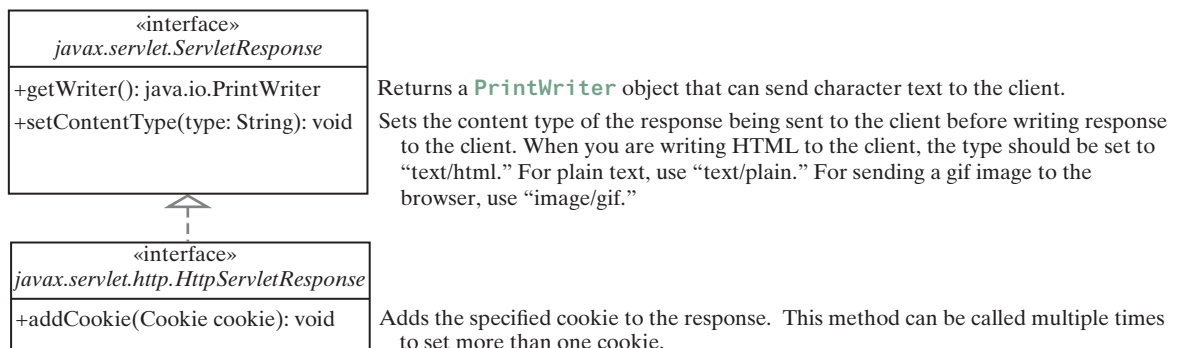 «interface»
javax.servlet.ServletResponse
+getWriter(): java.io.PrintWriter
Returns a PrintWriter object that can send character text to the client.
+setContentType(type: String): void
Sets the content type of the response being sent to the client before writing response
to the client. When you are writing HTML to the client, the type should be set to
“text/html.” For plain text, use “text/plain.” For sending a gif image to the
browser, use “image/gif.”
«interface»
javax.servlet.http.HttpServletResponse
+addCookie(Cookie cookie): void
Adds the specified cookie to the response. This method can be called multiple times
to set more than one cookie.